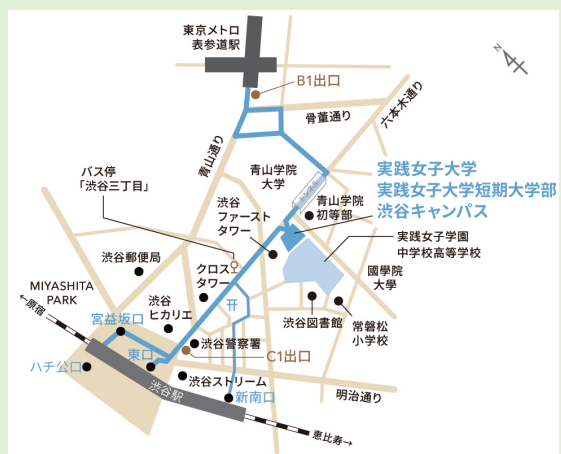 東京メトロ
表参道駅
B1出口
骨董通り
六本木通り
青山通り
バス停
「渋谷三丁目」
青山学院
大学
トンネル
実践女子大学
実践女子大学短期大学部
渋谷キャンパス
渋谷
ファースト
タワー
青山学院
初等部
実践女子学園
中学校高等学校
渋谷郵便局
クロス
タワー
國學院
大學
MIYASHITA
PARK
渋谷
ヒカリエ
←原宿
宮益坂口
渋谷図書館
常磐松
小学校
渋谷警察署
C1出口
ハチ公口
東口
渋谷ストリーム
渋谷駅
新南口
明治通り
恵比寿→
N